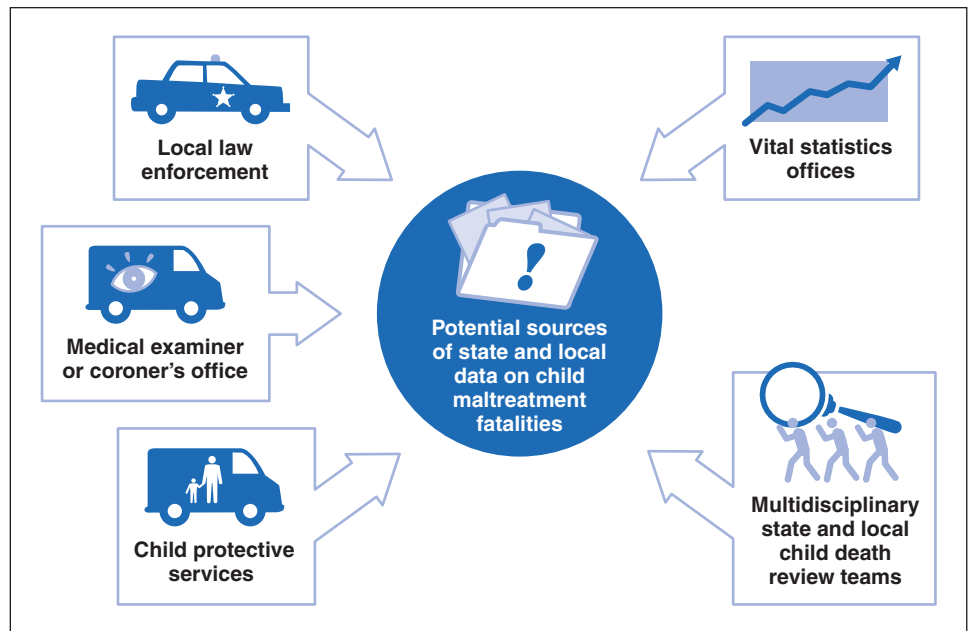 Local law
enforcement
Vital statistics
offices
Medical examiner
or coroner's office
Potential sources
of state and local
data on child
maltreatment
fatalities
Child protective
services
Multidisciplinary
state and local
child death
review teams